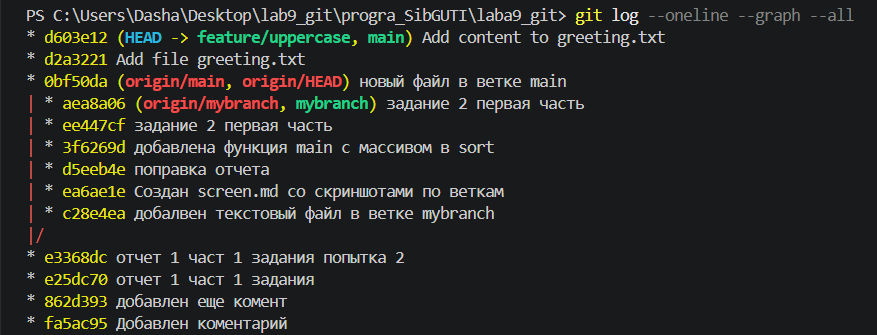 PS C:\Users\Dasha\Desktop\lab9_git\progra_SibGUTI\laba9_git> git log --oneline --graph --all
* d603e12 (HEAD -> feature/uppercase, main) Add content to greeting.txt
* d2a3221 Add file greeting.txt
* 0bf50da (origin/main, origin/HEAD) новый файл в ветке main
| * aea8a06 (origin/mybranch, mybranch) задание 2 первая часть
| * ee447cf задание 2 первая часть
| * 3f6269d добавлена функция main с массивом в sort
| * d5eeb4e поправка отчета
| * ea6ae1e Создан screen.md со скриншотами по веткам
| * c28e4ea добалвен текстовый файл в ветке mybranch
|/
* e3368dc отчет 1 част 1 задания попытка 2
* e25dc70 отчет 1 част 1 задания
* 862d393 добавлен еще комент
* fa5ac95 Добавлен коментарий